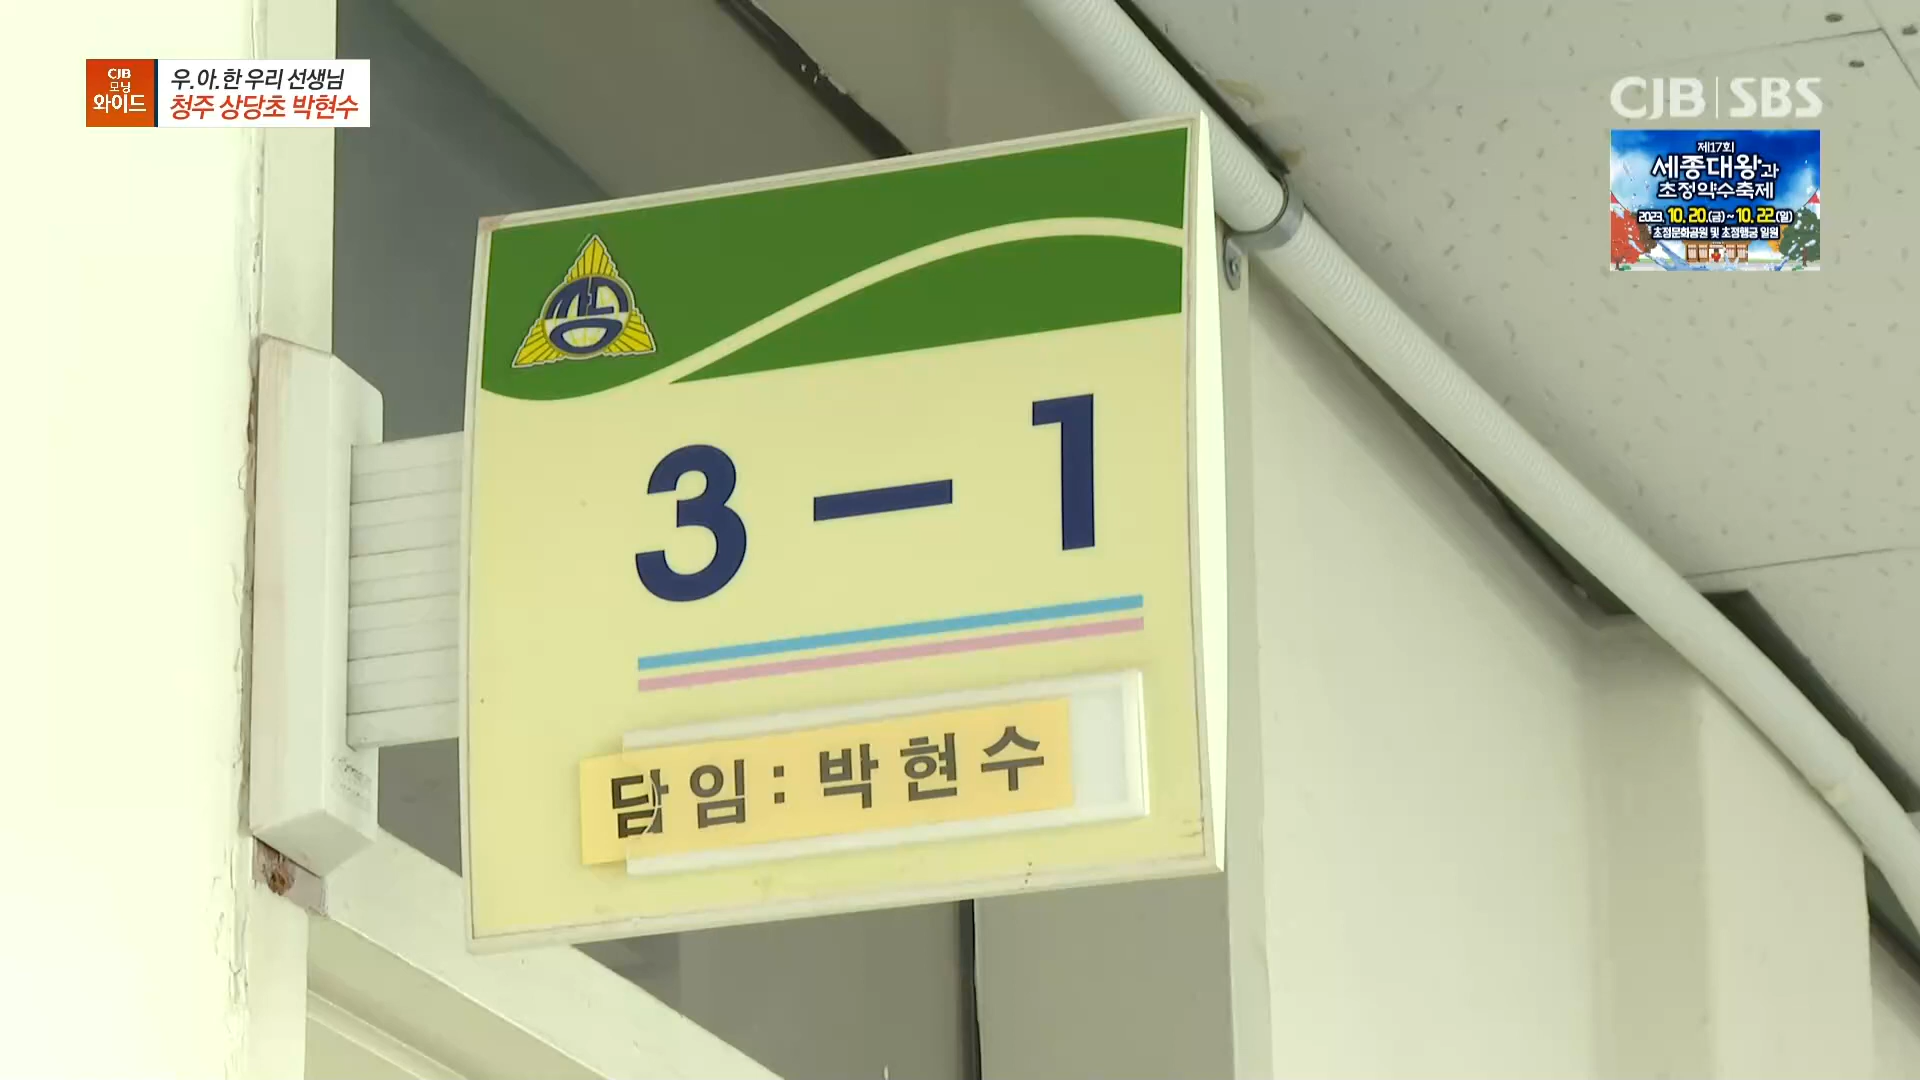 CJB
모닝
와이드
우.아.한 우리 선생님
청주 상당초 박현수
CJB SBS
제17회
세종대왕과
초정약수축제
2023. 10. 20.(금) ~ 10. 22.(일)
초정문화공원 및 초정행궁 일원
3 – 1
담임 : 박현수